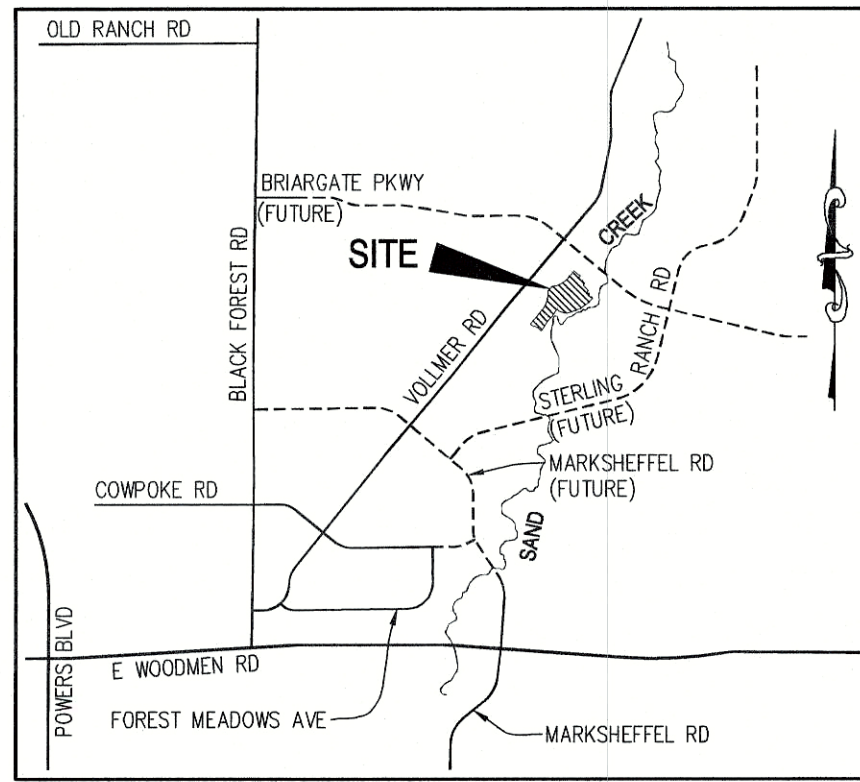 OLD RANCH RD
BRIARGATE PKWY
(FUTURE)
CREEK
SITE
BLACK FOREST RD
VOLLMER RD
STERLING RANCH RD
(FUTURE)
MARKSHEFFEL RD
(FUTURE)
COWPOKE RD
SAND
POWERS BLVD
E WOODMEN RD
FOREST MEADOWS AVE
MARKSHEFFEL RD